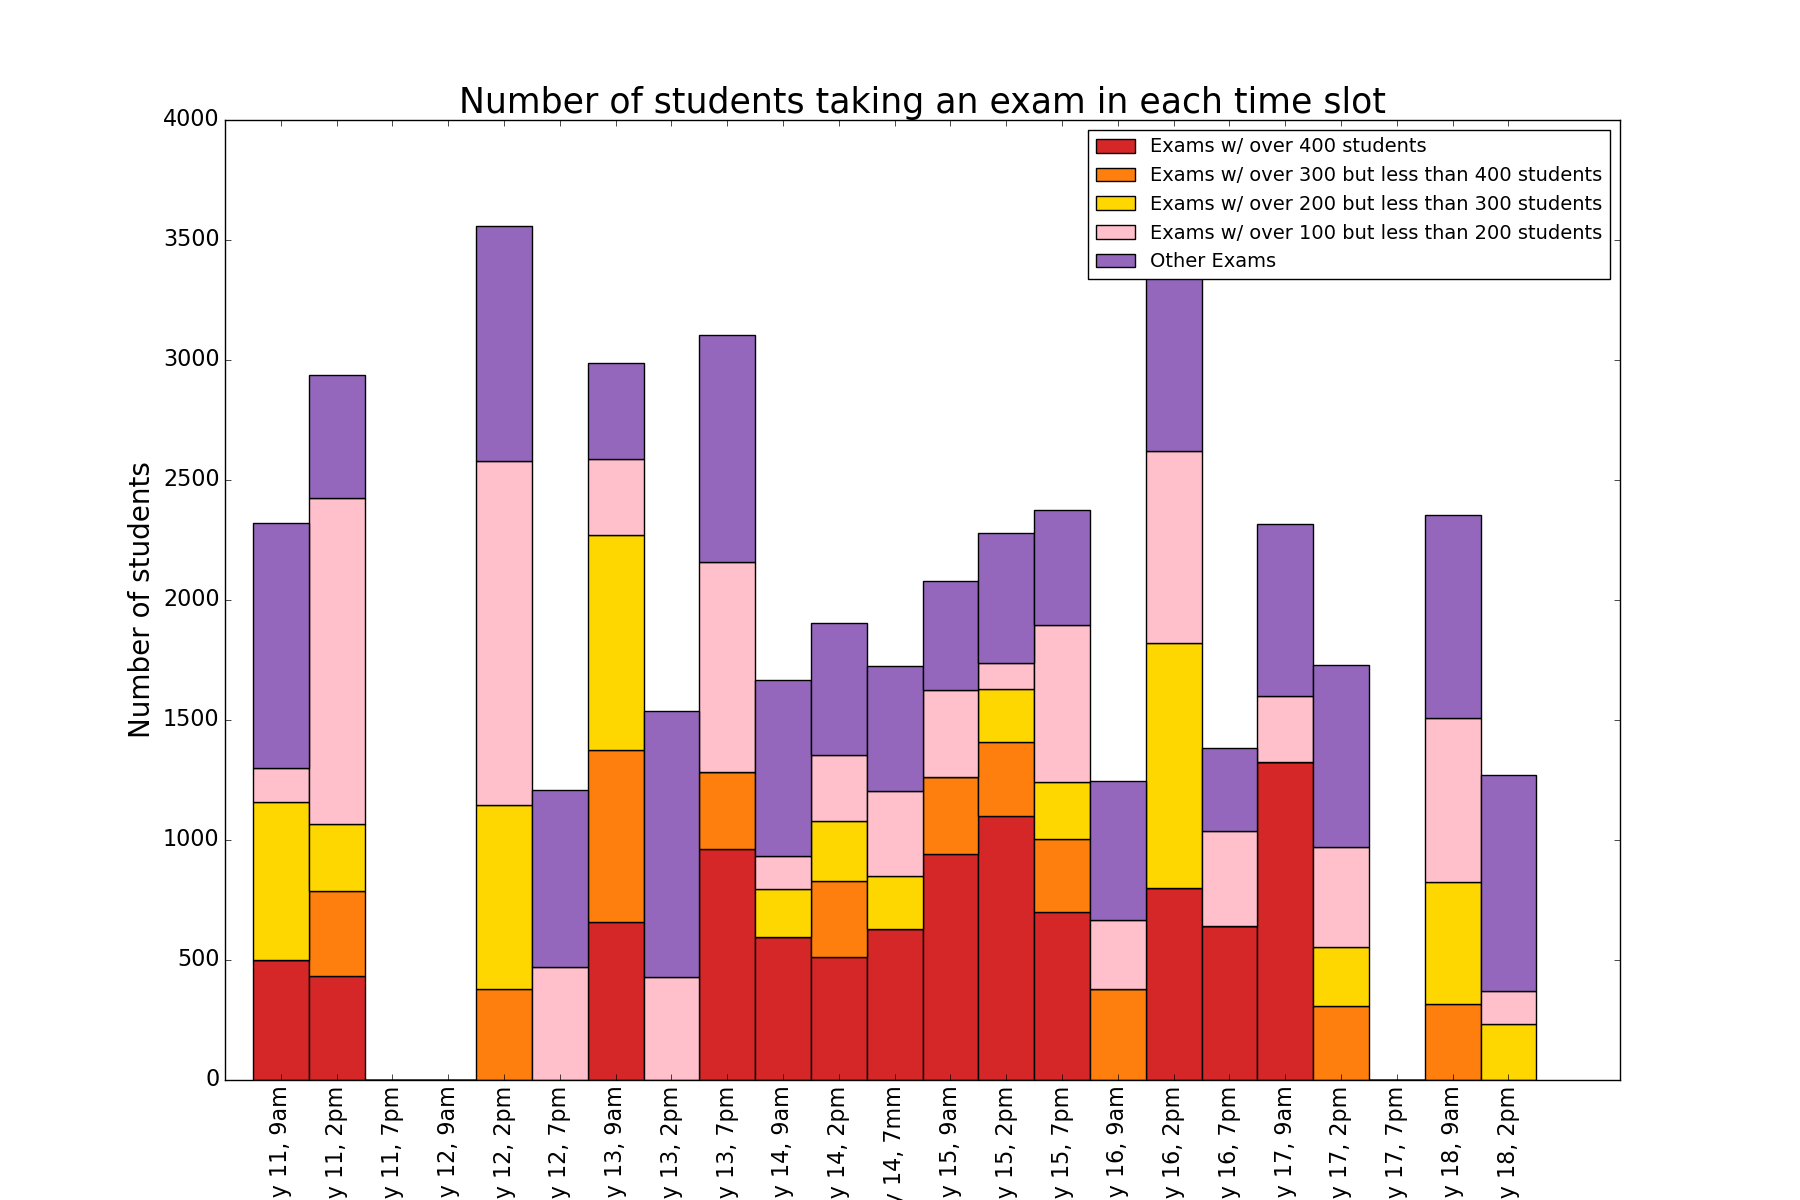 Number of students taking an exam in each time slot
Exams w/ over 400 students
Exams w/ over 300 but less than 400 students
Exams w/ over 200 but less than 300 students
Exams w/ over 100 but less than 200 students
Other Exams
Number of students
4000
3500
3000
2500
2000
1500
1000
500
0
y 11, 9am
y 11, 2pm
y 11, 7pm
y 12, 9am
y 12, 2pm
y 12, 7pm
y 13, 9am
y 13, 2pm
y 13, 7pm
y 14, 9am
y 14, 2pm
y 14, 7mm
y 15, 9am
y 15, 2pm
y 15, 7pm
y 16, 9am
y 16, 2pm
y 16, 7pm
y 17, 9am
y 17, 2pm
y 17, 7pm
y 18, 9am
y 18, 2pm